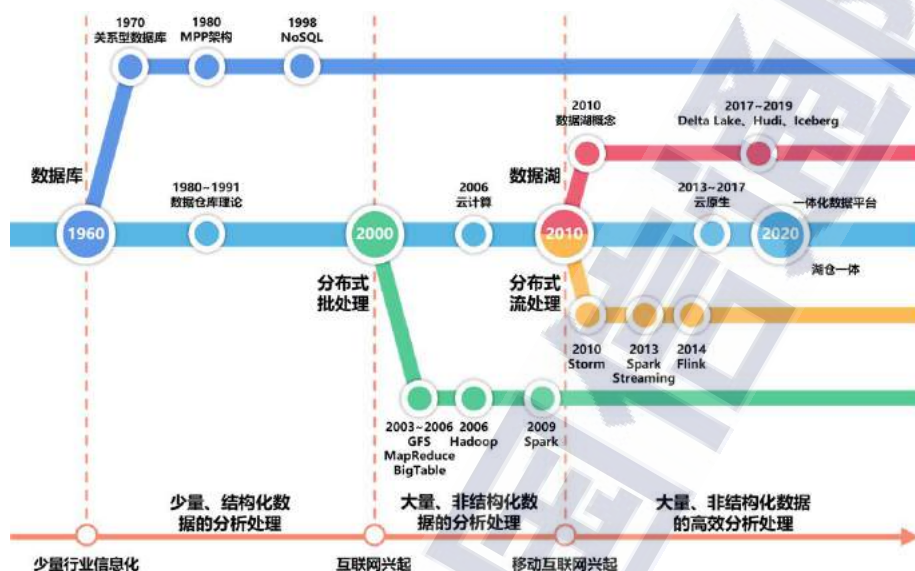 1970
关系型数据库
1980
MPP架构
1998
NoSQL
2010
数据湖概念
2017~2019
Delta Lake、Hudi、Iceberg
数据库
1980~1991
数据仓库理论
2006
云计算
数据湖
2013~2017
云原生
一体化数据平台
1960
2000
2010
2020
湖仓一体
分布式
批处理
分布式
流处理
2010
Storm
2013
Spark
Streaming
2014
Flink
2003~2006
GFS
MapReduce
BigTable
2006
Hadoop
2009
Spark
少量、结构化数
据的分析处理
大量、非结构化数
据的分析处理
大量、非结构化数据
的高效分析处理
少量行业信息化
互联网兴起
移动互联网兴起